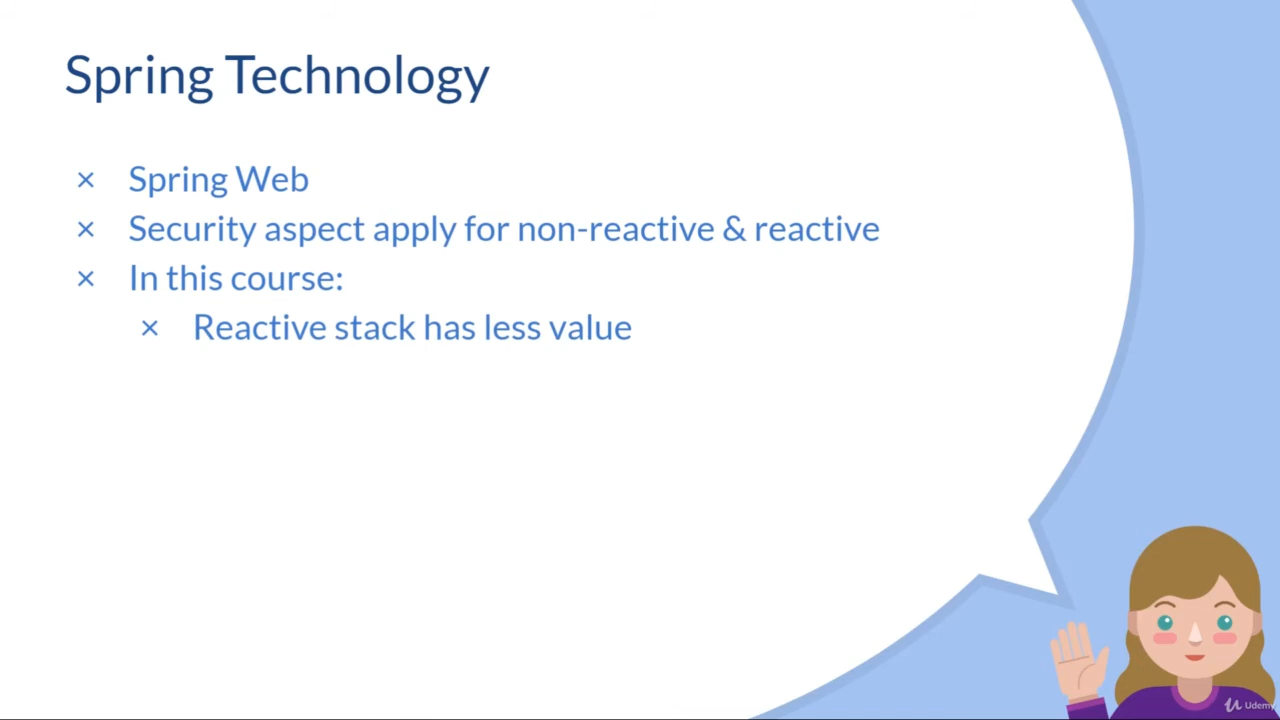 Spring Technology
× Spring Web
× Security aspect apply for non-reactive & reactive
× In this course:
× Reactive stack has less value
Udemy